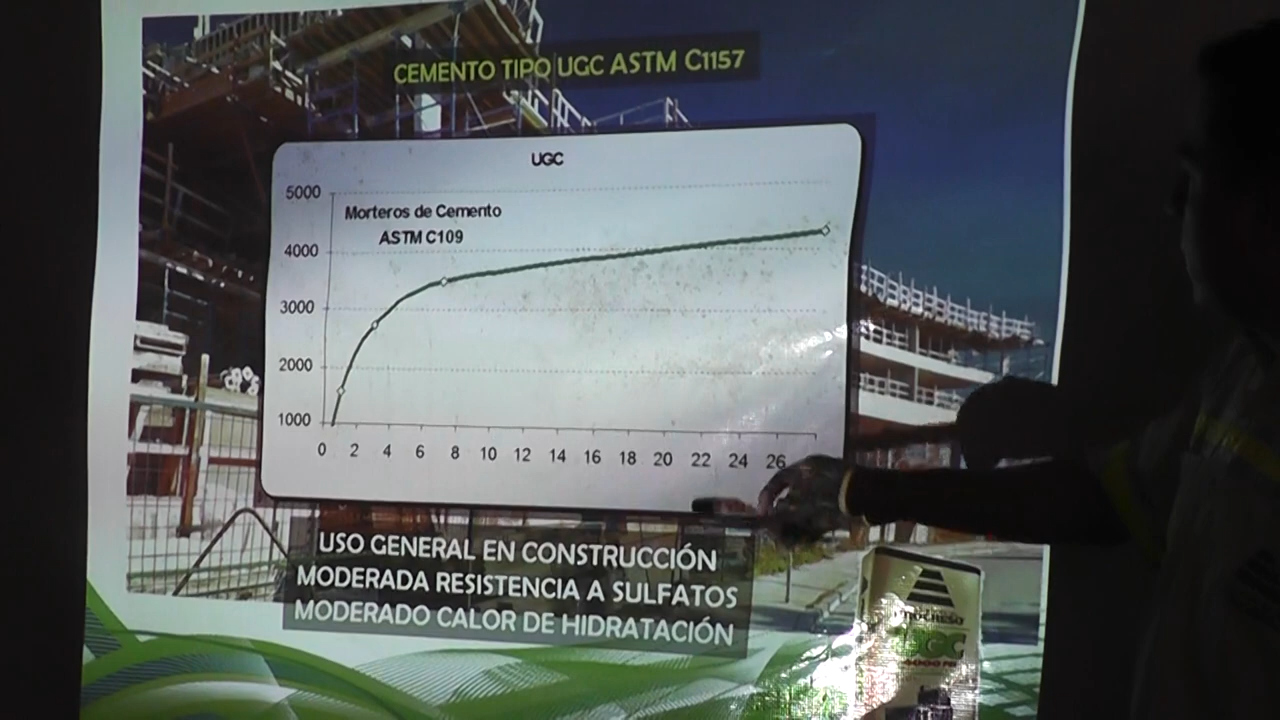 CEMENTO TIPO UGC ASTM C1157
UGC
5000
Morteros de Cemento
ASTM C109
4000
3000
2000
1000
0 2 4 6 8 10 12 14 16 18 20 22 24 26
USO GENERAL EN CONSTRUCCIÓN
MODERADA RESISTENCIA A SULFATOS
MODERADO CALOR DE HIDRATACIÓN
PROGRESO
UGC